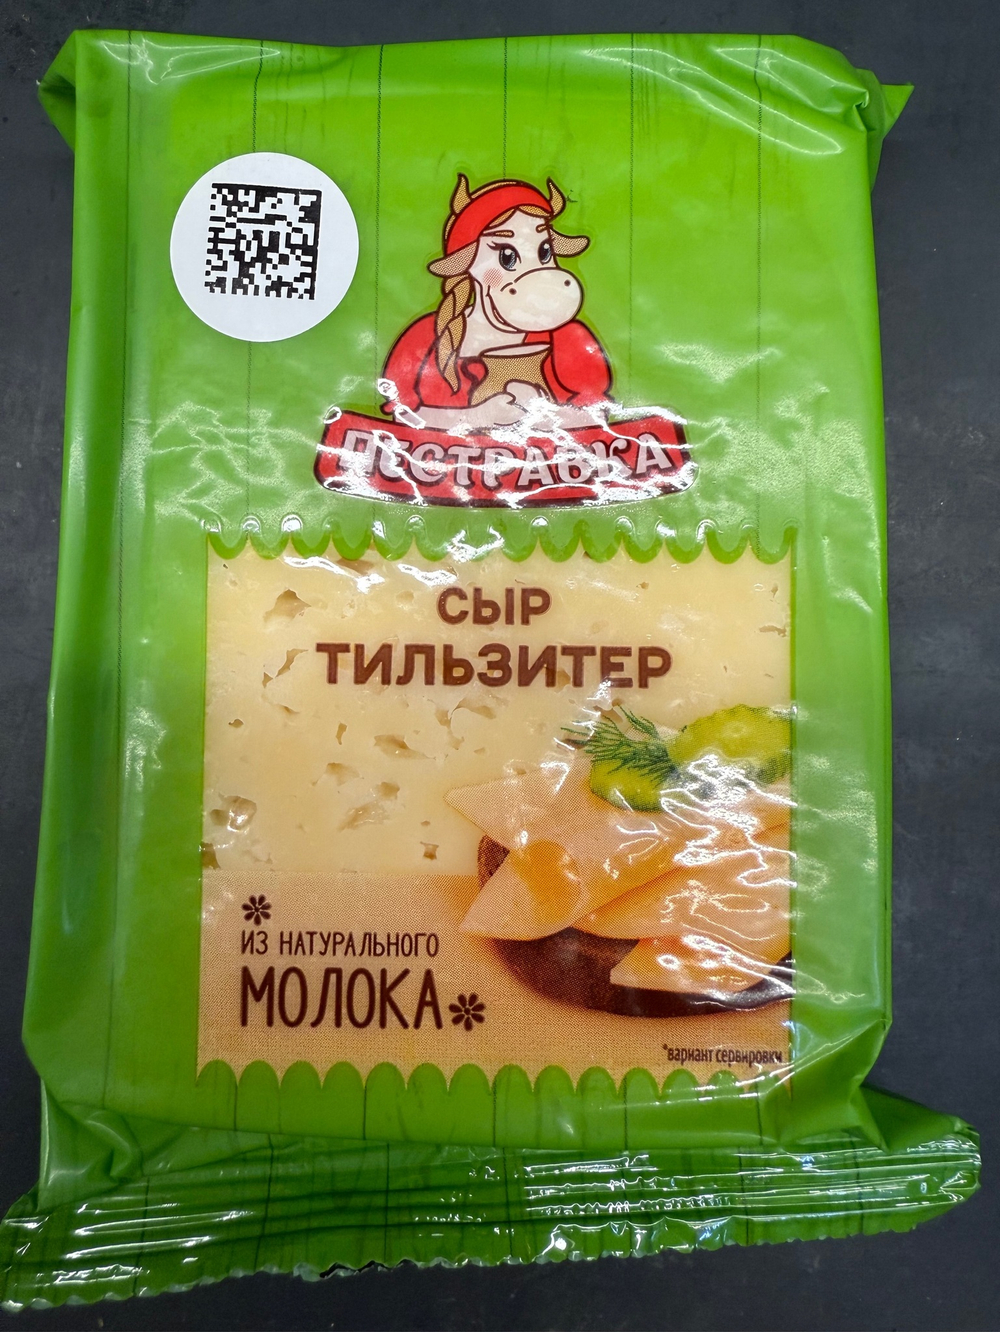 ПЕСТРАВКА
СЫР
ТИЛЬЗИТЕР
ИЗ НАТУРАЛЬНОГО
МОЛОКА
*вариант сервировки